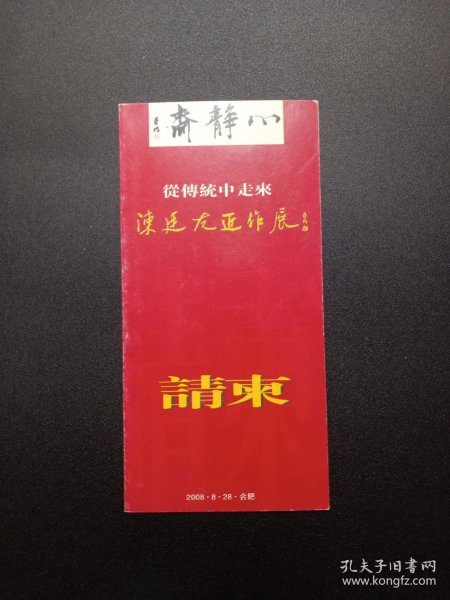 心靜齋
從傳統中走來
陳廷友近作展
請柬
2008·8·28·合肥
孔夫子旧书网
www.kongfz.com